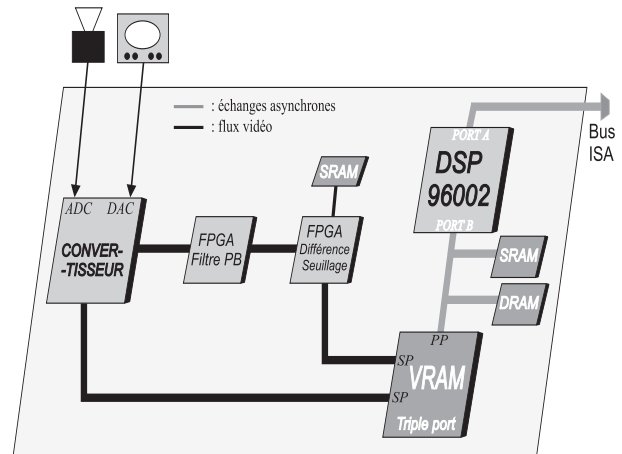 : échanges asynchrones
: flux vidéo
Bus
ISA
PORT A
DSP
96002
PORT B
SRAM
ADC DAC
CONVER-
-TISSEUR
FPGA
Filtre PB
FPGA
Différence
Seuillage
SRAM
DRAM
PP
SP
VRAM
SP
Triple port